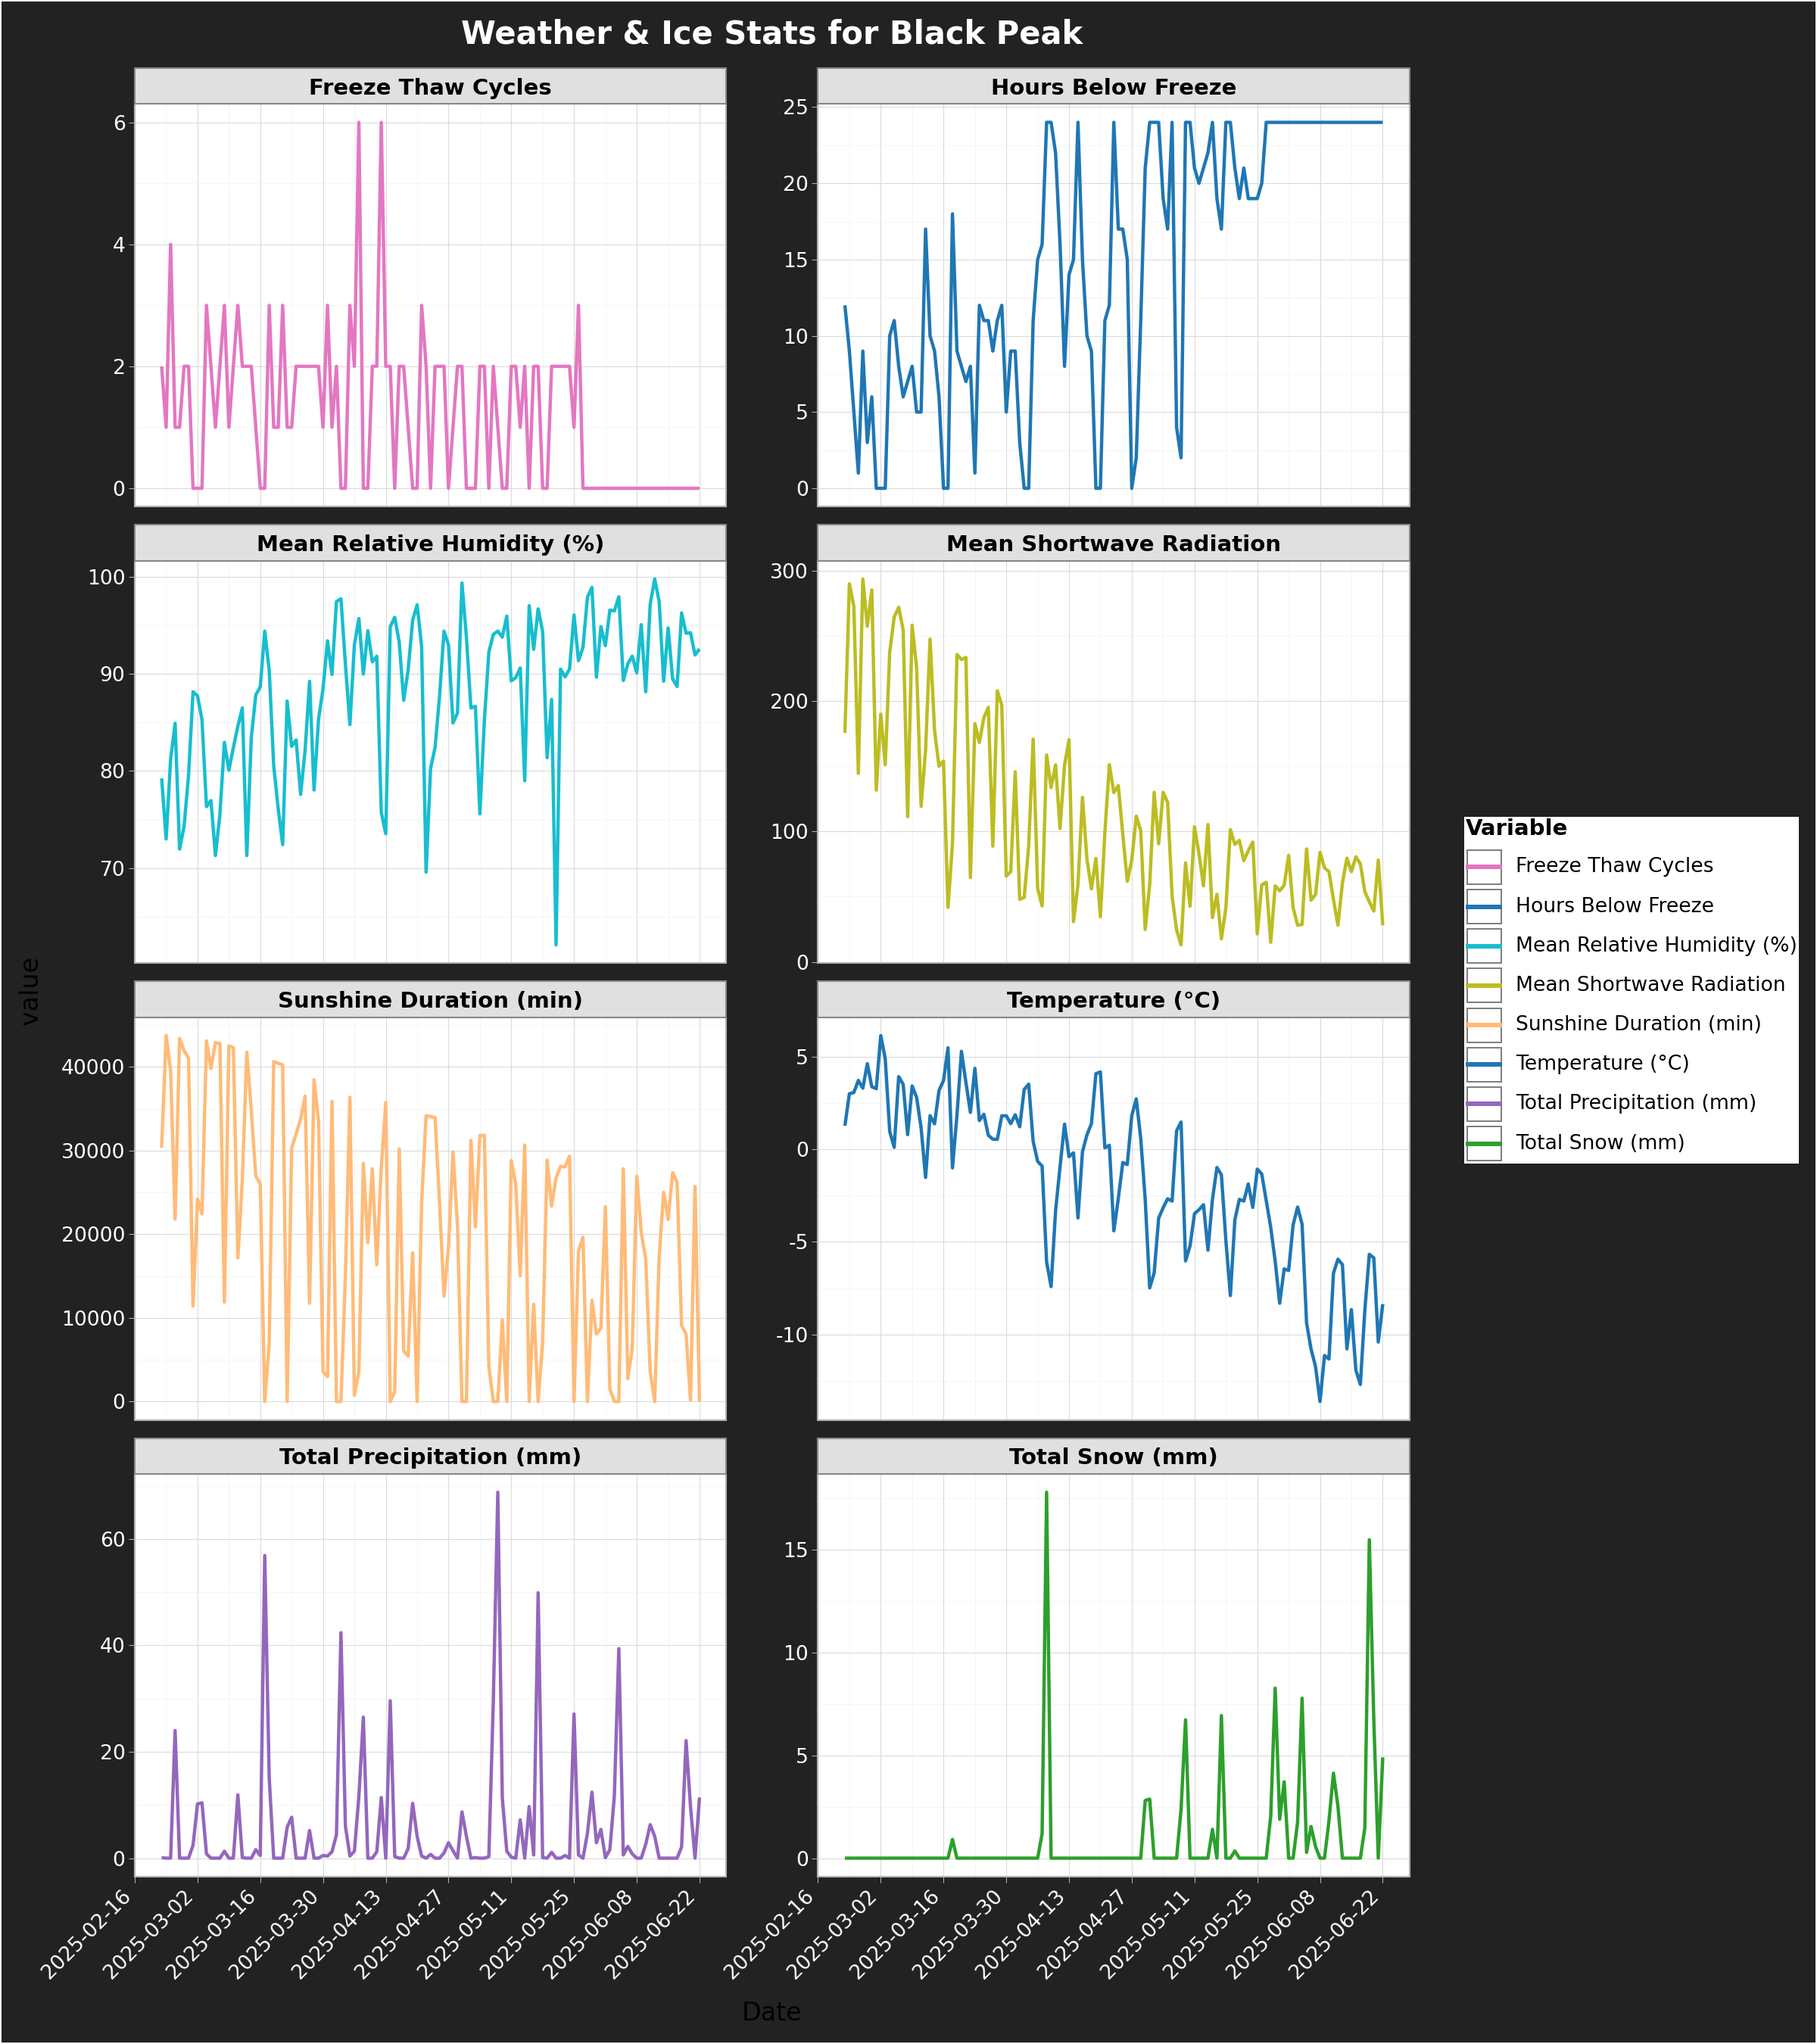 Weather & Ice Stats for Black Peak
Freeze Thaw Cycles
Hours Below Freeze
6
4
2
0
25
20
15
10
5
0
Mean Relative Humidity (%)
Mean Shortwave Radiation
100
90
80
70
300
200
100
0
Sunshine Duration (min)
Temperature (°C)
40000
30000
20000
10000
0
5
0
-5
-10
Total Precipitation (mm)
Total Snow (mm)
60
40
20
0
15
10
5
0
2025-02-16
2025-03-02
2025-03-16
2025-03-30
2025-04-13
2025-04-27
2025-05-11
2025-05-25
2025-06-08
2025-06-22
2025-02-16
2025-03-02
2025-03-16
2025-03-30
2025-04-13
2025-04-27
2025-05-11
2025-05-25
2025-06-08
2025-06-22
value
Date
Variable
Freeze Thaw Cycles
Hours Below Freeze
Mean Relative Humidity (%)
Mean Shortwave Radiation
Sunshine Duration (min)
Temperature (°C)
Total Precipitation (mm)
Total Snow (mm)